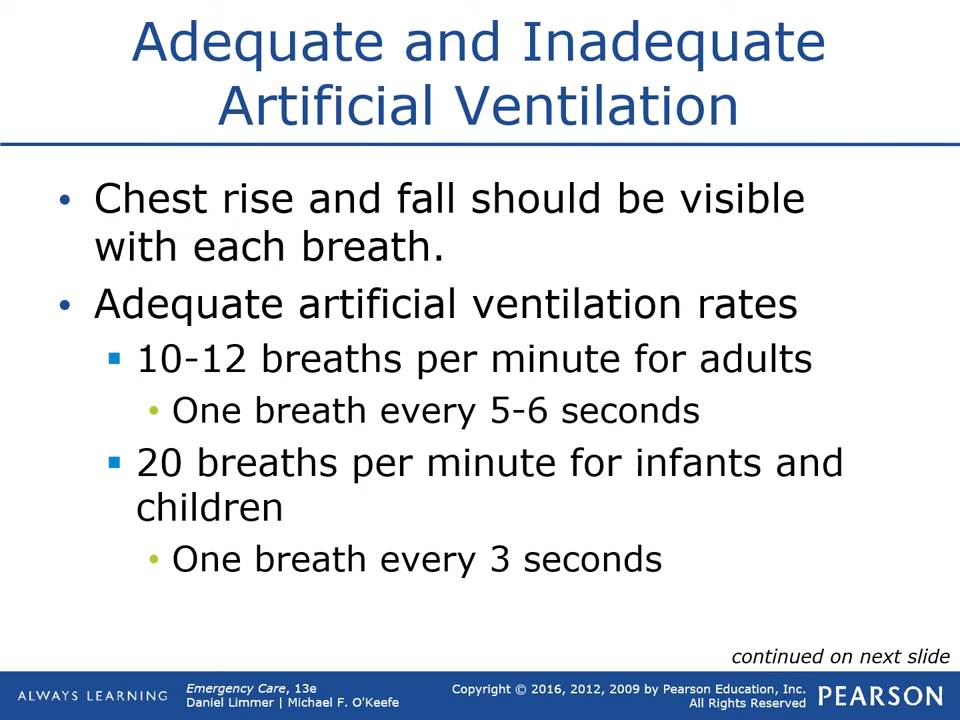 Adequate and Inadequate
Artificial Ventilation
• Chest rise and fall should be visible
with each breath.
• Adequate artificial ventilation rates
▪ 10-12 breaths per minute for adults
• One breath every 5-6 seconds
▪ 20 breaths per minute for infants and
children
• One breath every 3 seconds
continued on next slide
ALWAYS LEARNING
Emergency Care, 13e
Daniel Limmer | Michael F. O'Keefe
Copyright © 2016, 2012, 2009 by Pearson Education, Inc.
All Rights Reserved
PEARSON